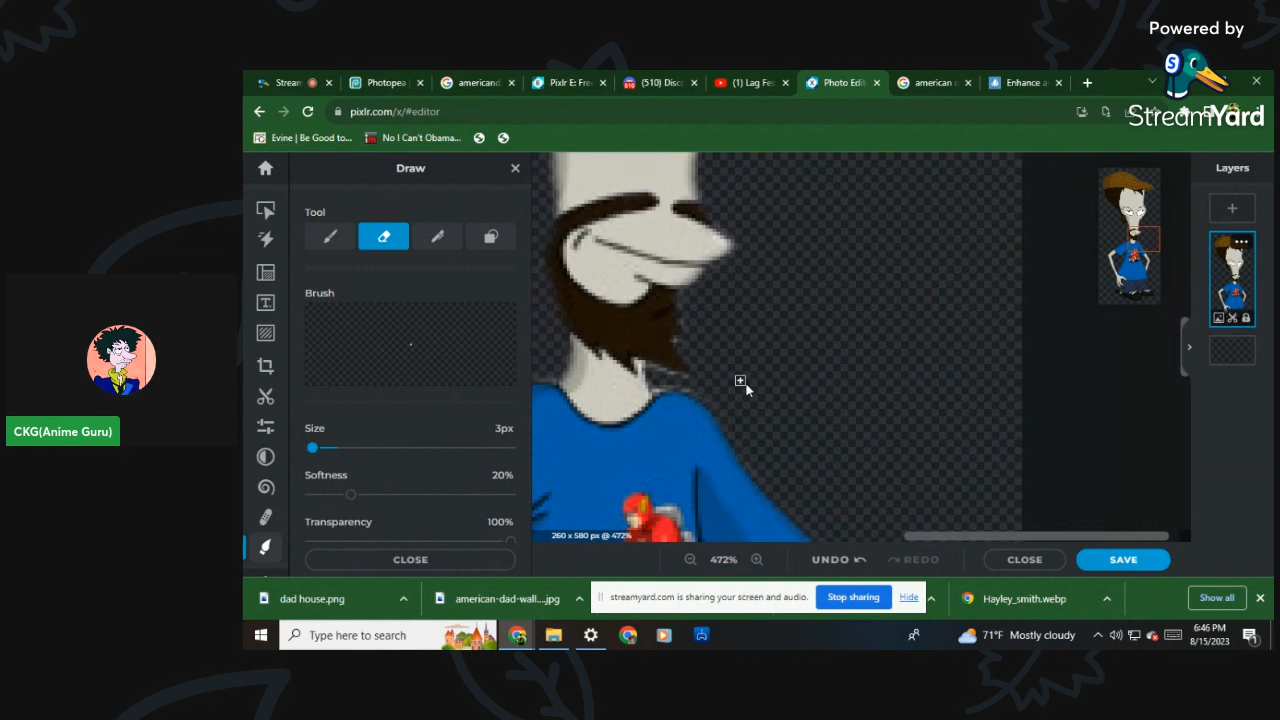 Powered by
StreamYard
Stream
Photopea
americand
Pixlr E: Fre
(510) Disco
(1) Lag Fes
Photo Edit
american c
Enhance a
pixlr.com/x/#editor
Evine | Be Good to...
No I Can't Obama...
Draw
Layers
Tool
Brush
Size
3px
Softness
20%
Transparency
100%
CLOSE
260 x 580 px @ 472%
472%
UNDO
REDO
CLOSE
SAVE
CKG(Anime Guru)
dad house.png
american-dad-wall....jpg
streamyard.com is sharing your screen and audio.
Stop sharing
Hide
Hayley_smith.webp
Show all
Type here to search
71°F Mostly cloudy
6:46 PM
8/15/2023